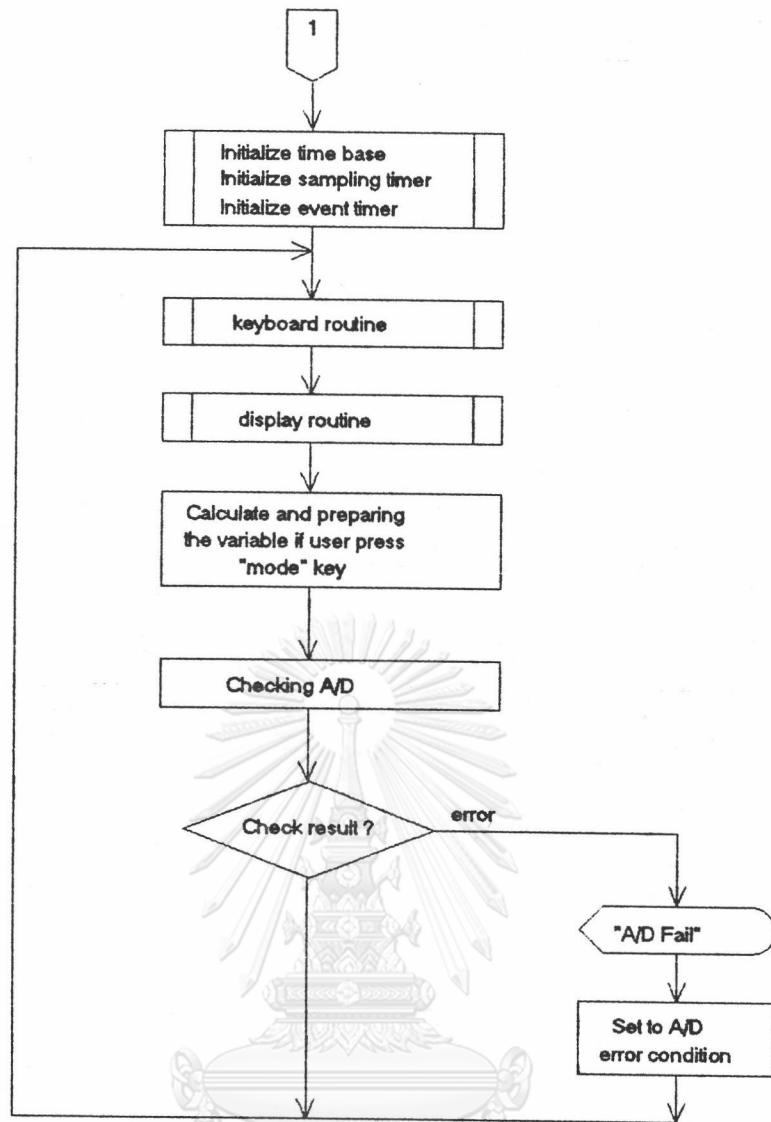 1
Initialize time base
Initialize sampling timer
Initialize event timer
keyboard routine
display routine
Calculate and preparing
the variable if user press
"mode" key
Checking A/D
Check result ?
error
"A/D Fail"
Set to A/D
error condition